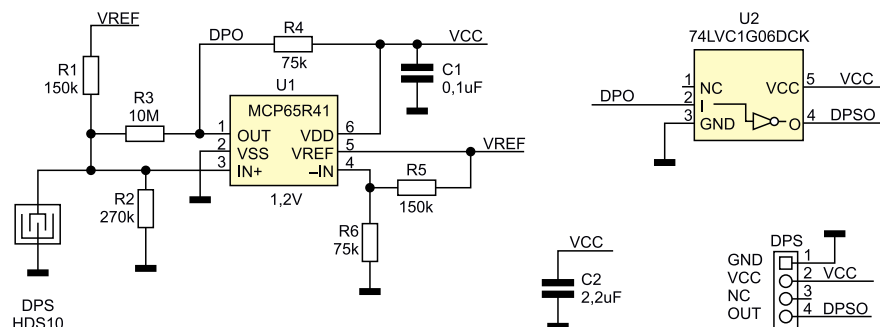 VREF
R1
150k
DPO
R4
75k
VCC
C1
0,1uF
R3
10M
U1
MCP65R41
1 OUT VDD 6
2 VSS VREF 5
3 IN+ –IN 4
1,2V
VREF
R5
150k
R2
270k
R6
75k
DPS
HDS10
U2
74LVC1G06DCK
1 NC VCC 5 VCC
DPO 2 I
3 GND O 4 DPSO
VCC
C2
2,2uF
DPS
GND 1
VCC 2 VCC
NC 3
OUT 4 DPSO